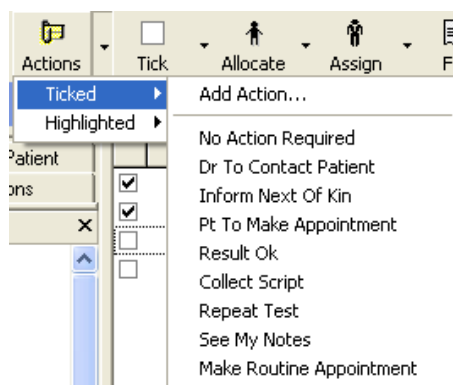 Actions Tick Allocate Assign F
Ticked
Highlighted
Patient
ons
Add Action...
No Action Required
Dr To Contact Patient
Inform Next Of Kin
Pt To Make Appointment
Result Ok
Collect Script
Repeat Test
See My Notes
Make Routine Appointment